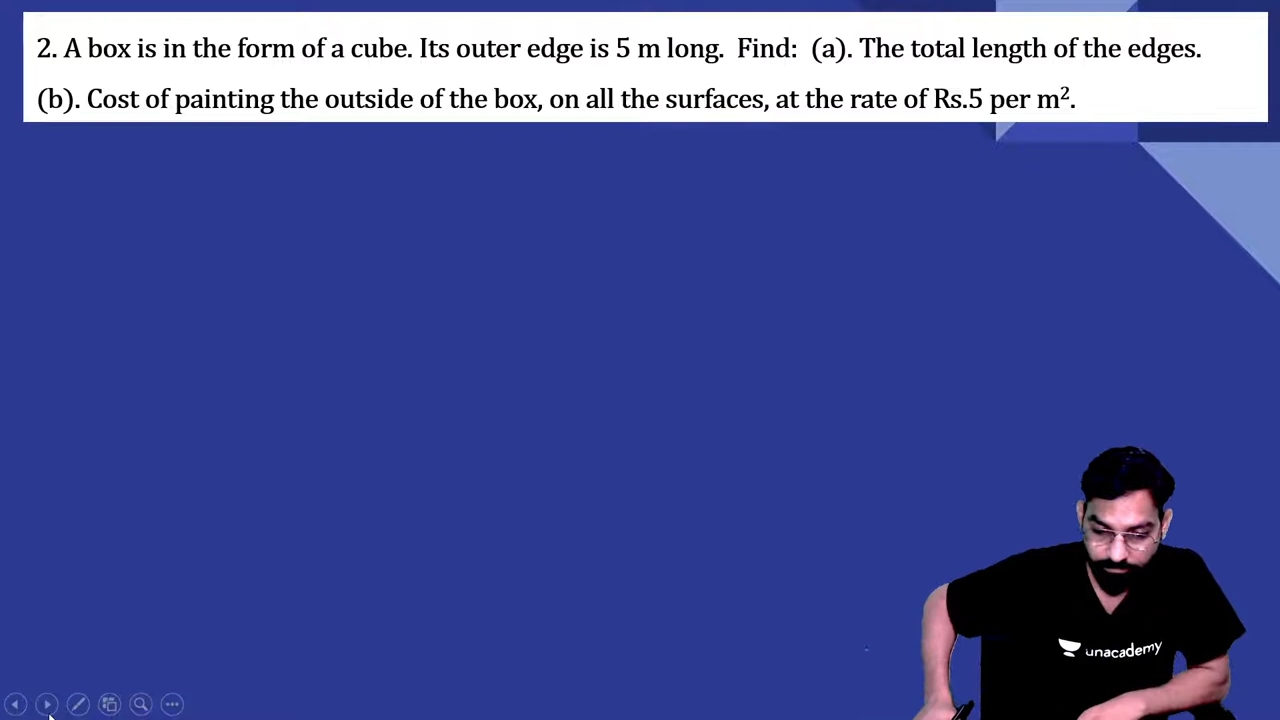 2. A box is in the form of a cube. Its outer edge is 5 m long. Find: (a). The total length of the edges.
(b). Cost of painting the outside of the box, on all the surfaces, at the rate of Rs.5 per m².
unacademy